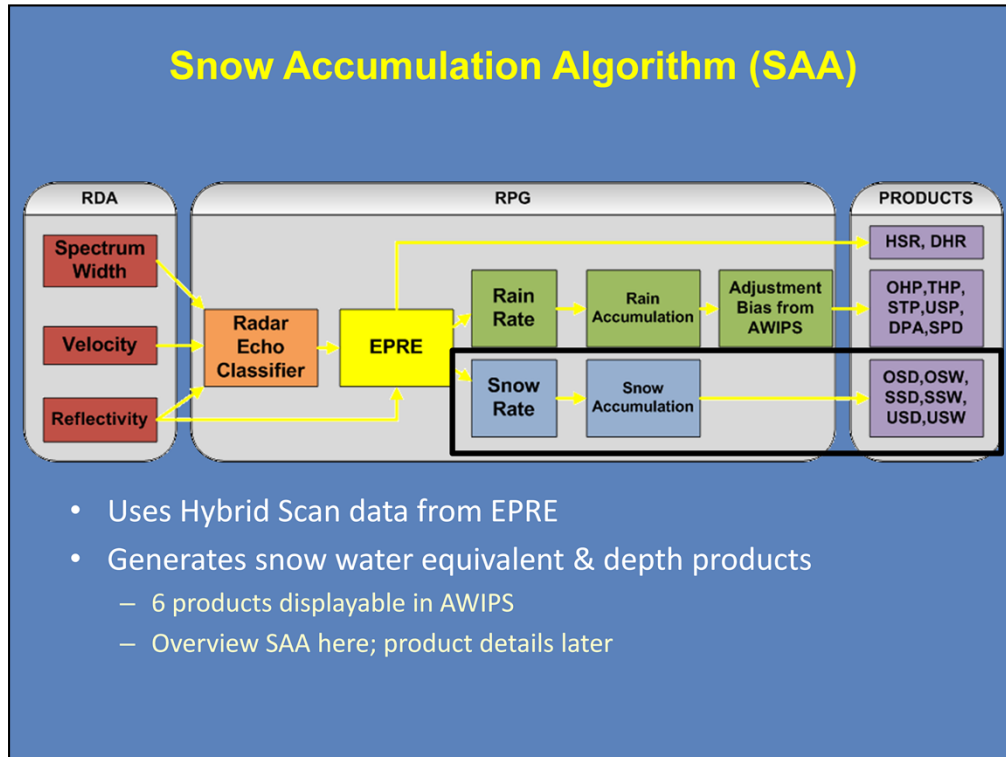 Snow Accumulation Algorithm (SAA)
RDA
RPG
PRODUCTS
Spectrum
Width
Velocity
Reflectivity
Radar
Echo
Classifier
EPRE
Rain
Rate
Rain
Accumulation
Adjustment
Bias from
AWIPS
Snow
Rate
Snow
Accumulation
HSR, DHR
OHP,THP,
STP,USP,
DPA,SPD
OSD,OSW,
SSD,SSW,
USD,USW
• Uses Hybrid Scan data from EPRE
• Generates snow water equivalent & depth products
– 6 products displayable in AWIPS
– Overview SAA here; product details later